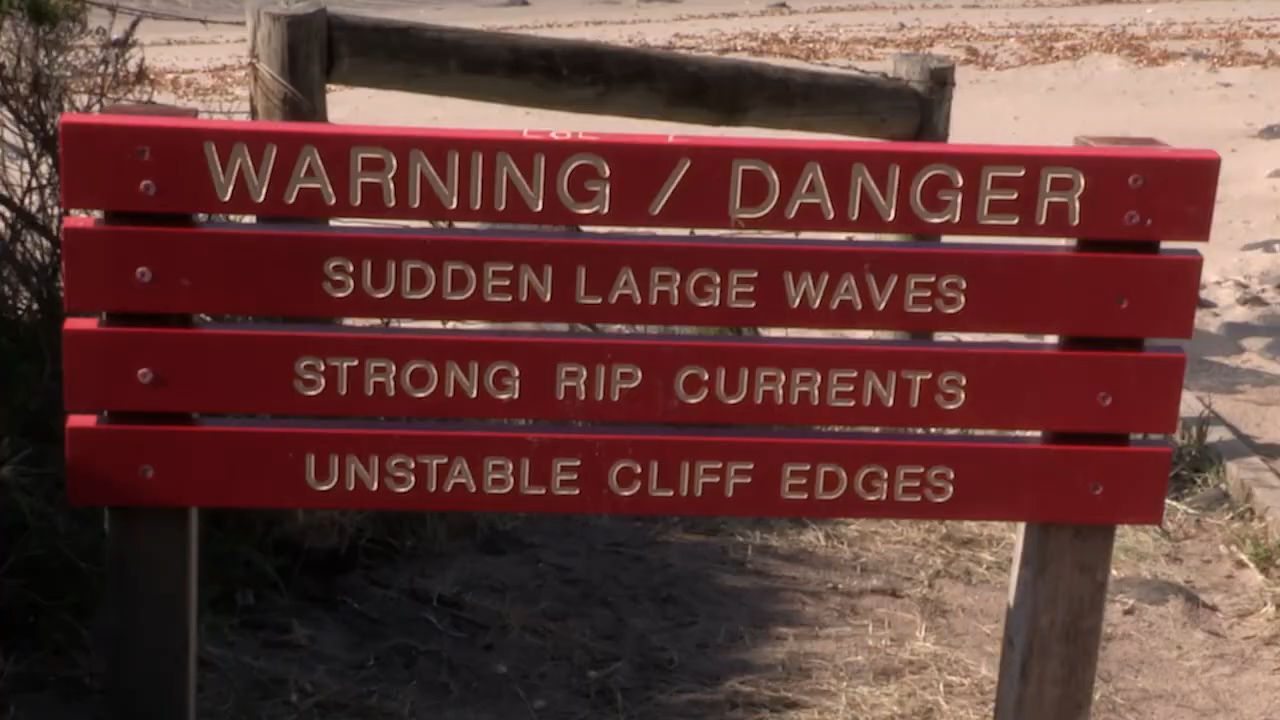 WARNING / DANGER
SUDDEN LARGE WAVES
STRONG RIP CURRENTS
UNSTABLE CLIFF EDGES